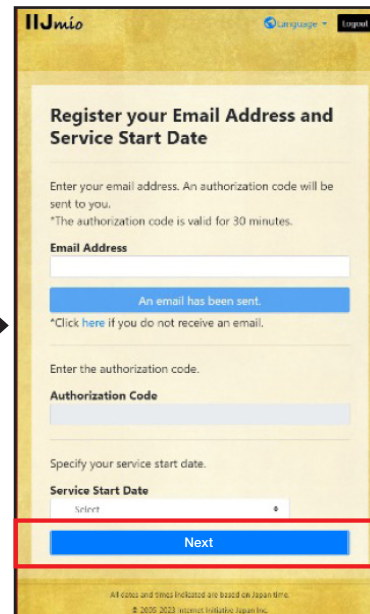 IIJmio
Language
Logout
Register your Email Address and
Service Start Date
Enter your email address. An authorization code will be
sent to you.
*The authorization code is valid for 30 minutes.
Email Address
An email has been sent.
*Click here if you do not receive an email.
Enter the authorization code.
Authorization Code
Specify your service start date.
Service Start Date
Select
Next
All dates and times indicated are based on Japan time.
© 2005-2023 Internet Initiative Japan Inc.